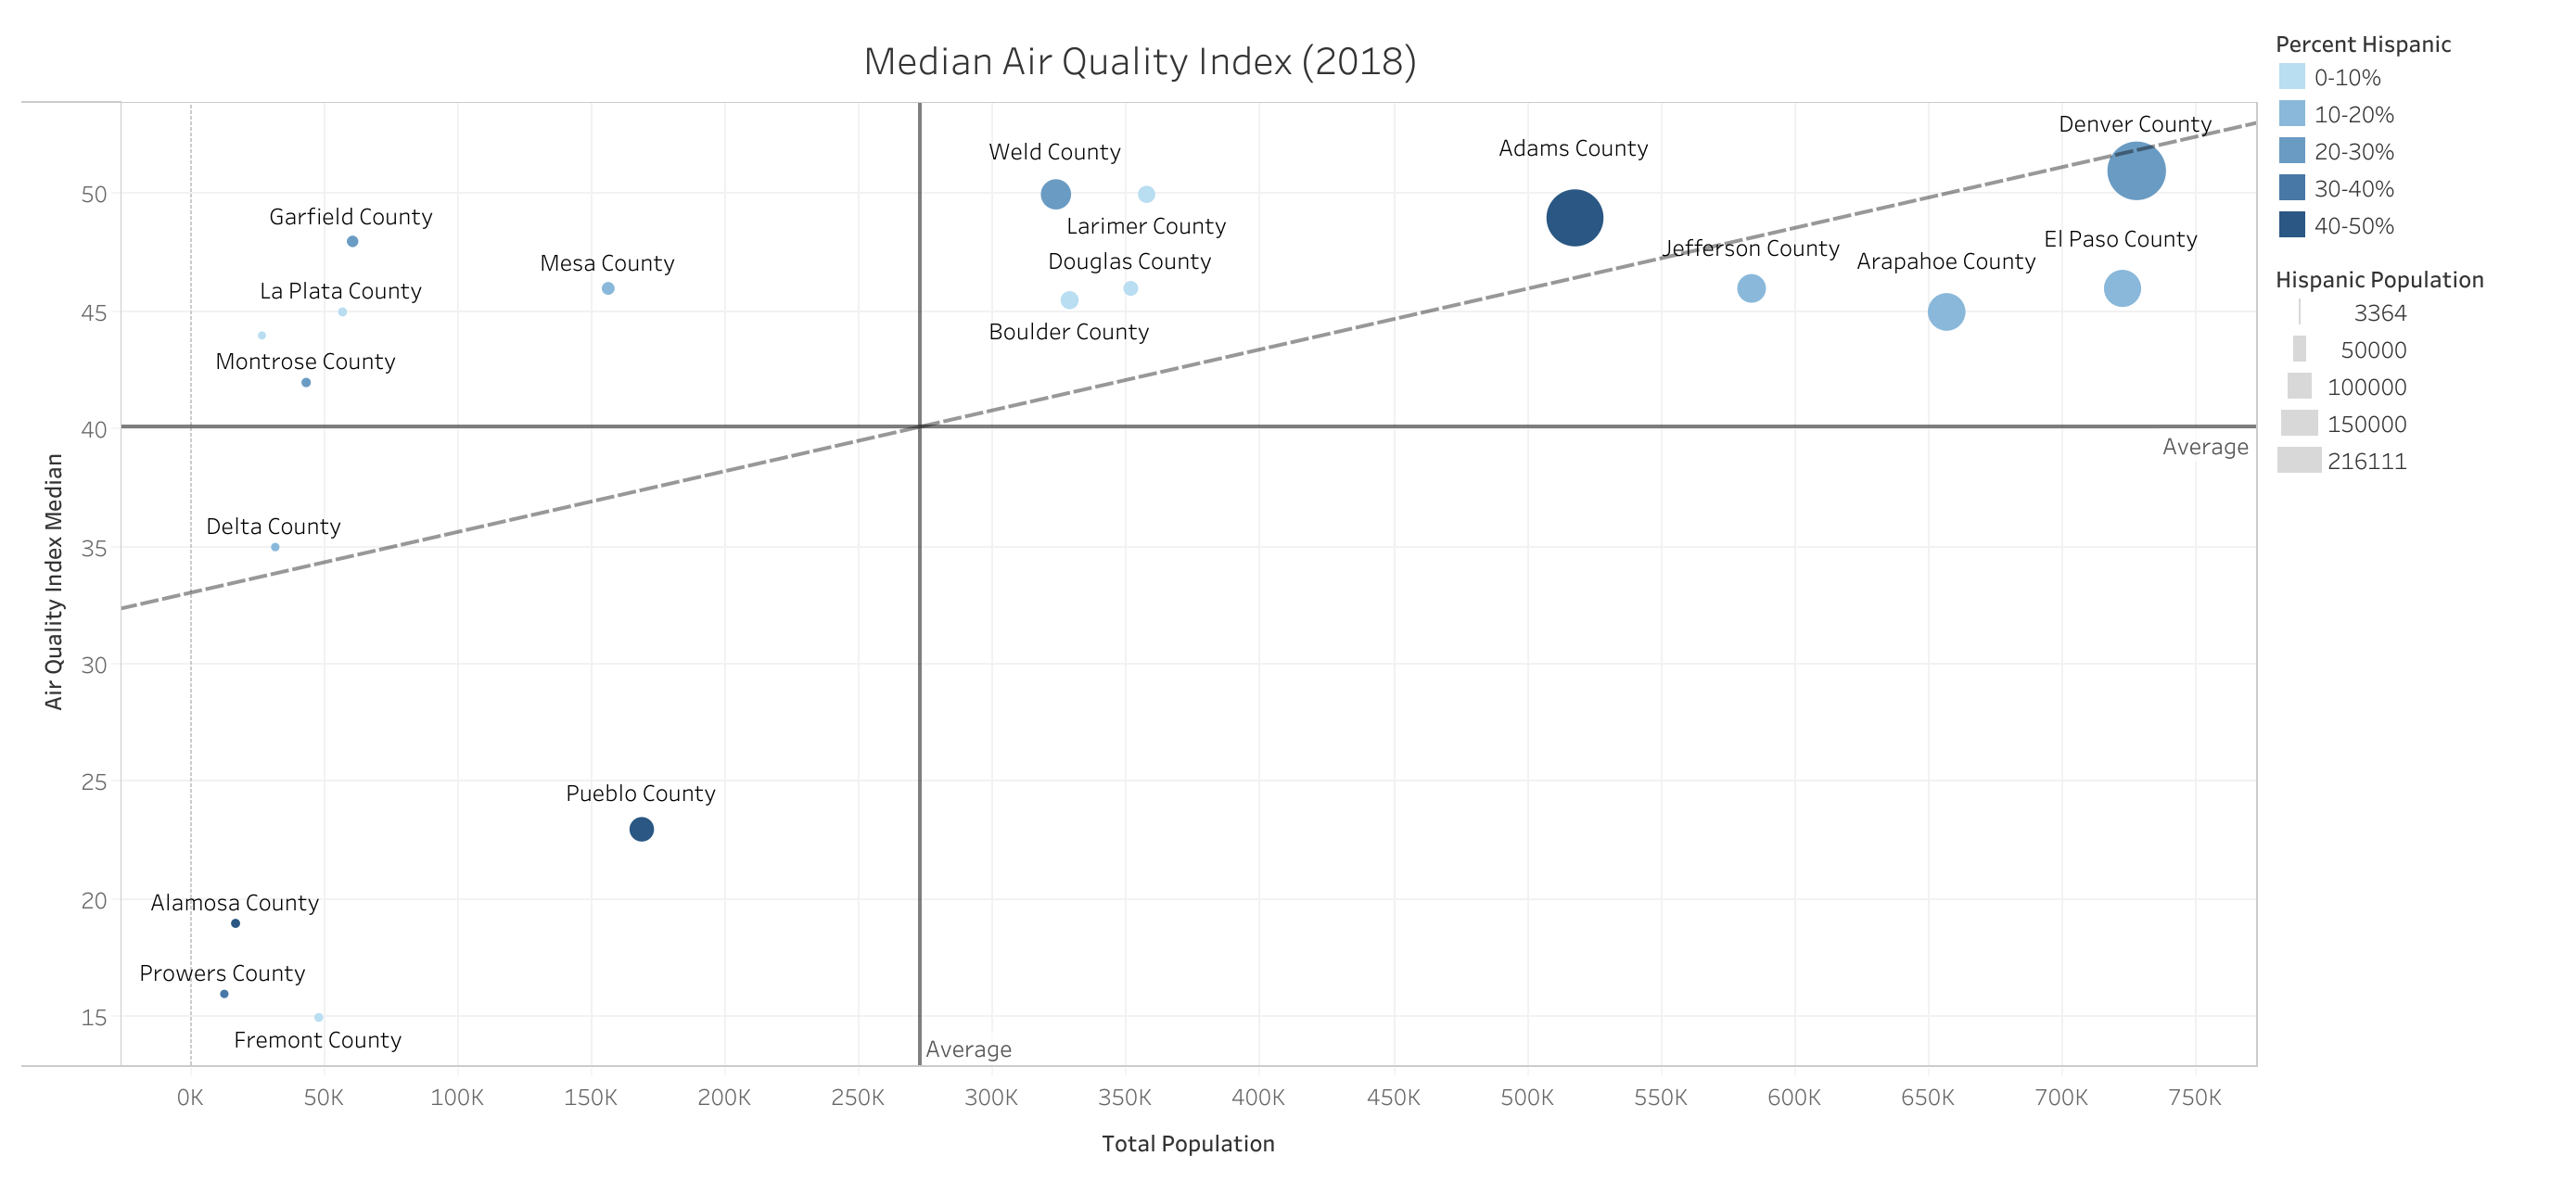 Median Air Quality Index (2018)
Percent Hispanic
0-10%
10-20%
20-30%
30-40%
40-50%
Hispanic Population
3364
50000
100000
150000
216111
Denver County
Adams County
Weld County
Larimer County
Garfield County
El Paso County
Jefferson County
Arapahoe County
Mesa County
Douglas County
La Plata County
Boulder County
Montrose County
Average
Delta County
Pueblo County
Alamosa County
Prowers County
Fremont County
Average
Air Quality Index Median
50
45
40
35
30
25
20
15
0K
50K
100K
150K
200K
250K
300K
350K
400K
450K
500K
550K
600K
650K
700K
750K
Total Population